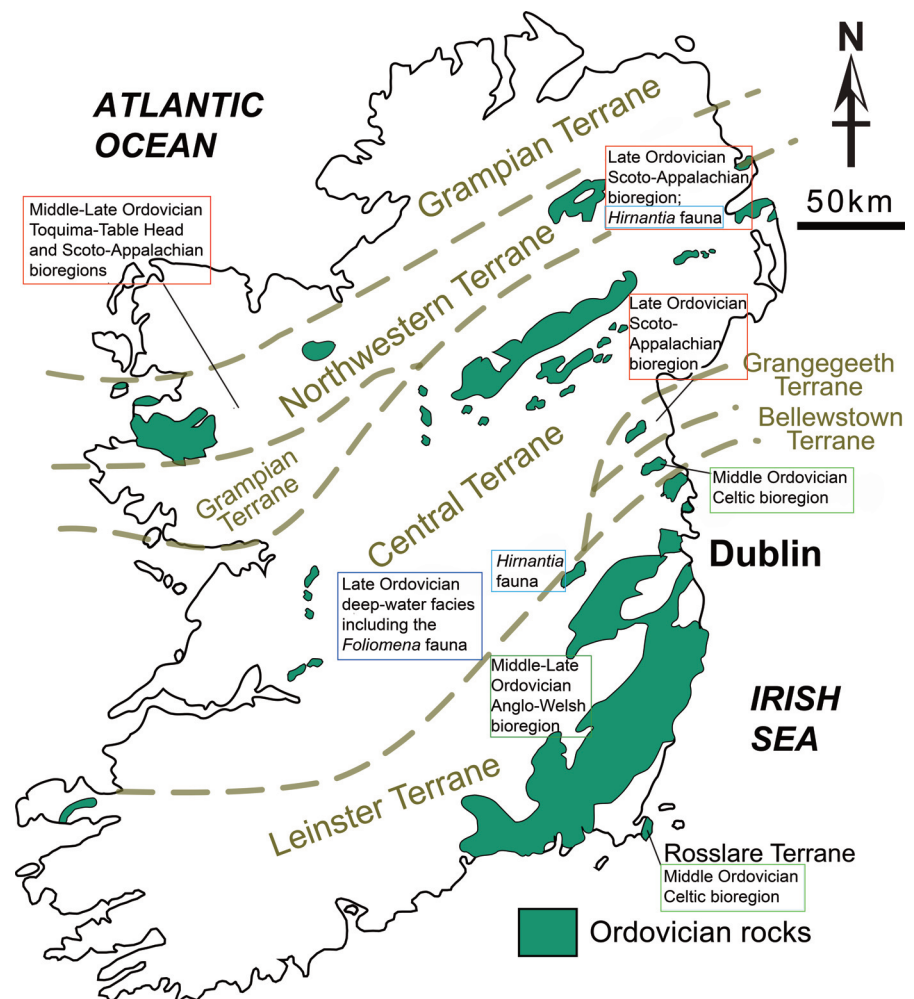 ATLANTIC
OCEAN
N
50km
Grampian Terrane
Late Ordovician
Scoto-Appalachian
bioregion;
Hirnantia fauna
Middle-Late Ordovician
Toquima-Table Head
and Scoto-Appalachian
bioregions
Northwestern Terrane
Late Ordovician
Scoto-
Appalachian
bioregion
Grangegeeth
Terrane
Bellewstown
Terrane
Grampian
Terrane
Central Terrane
Middle Ordovician
Celtic bioregion
Dublin
Hirnantia
fauna
Late Ordovician
deep-water facies
including the
Foliomena fauna
Middle-Late
Ordovician
Anglo-Welsh
bioregion
IRISH
SEA
Leinster Terrane
Rosslare Terrane
Middle Ordovician
Celtic bioregion
Ordovician rocks